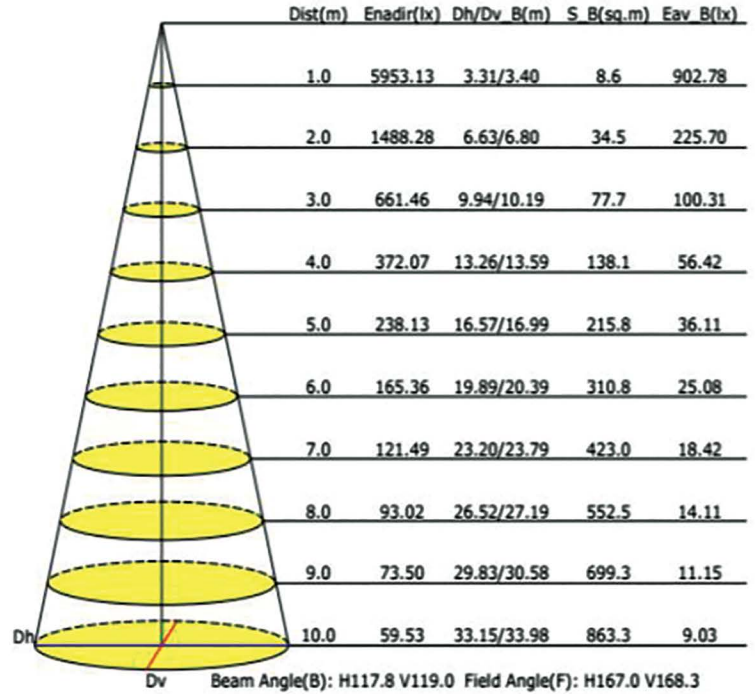 Dist(m) Enadir(lx) Dh/Dv_B(m) S_B(sq.m) Eav_B(lx)
1.0 5953.13 3.31/3.40 8.6 902.78
2.0 1488.28 6.63/6.80 34.5 225.70
3.0 661.46 9.94/10.19 77.7 100.31
4.0 372.07 13.26/13.59 138.1 56.42
5.0 238.13 16.57/16.99 215.8 36.11
6.0 165.36 19.89/20.39 310.8 25.08
7.0 121.49 23.20/23.79 423.0 18.42
8.0 93.02 26.52/27.19 552.5 14.11
9.0 73.50 29.83/30.58 699.3 11.15
Dh 10.0 59.53 33.15/33.98 863.3 9.03
Dv Beam Angle(B): H117.8 V119.0 Field Angle(F): H167.0 V168.3